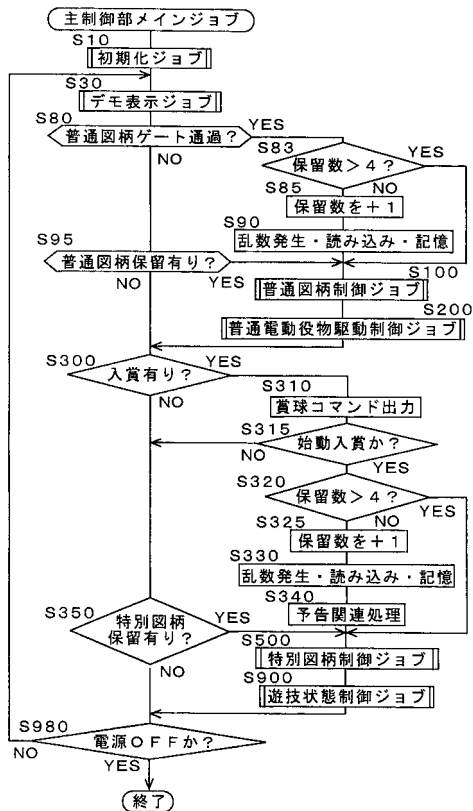 主制御部メインジョブ
S10
初期化ジョブ
S30
デモ表示ジョブ
S80
普通図柄ゲート通過?
YES
NO
S83
保留数>4?
YES
NO
S85
保留数を+1
S90
乱数発生・読み込み・記憶
S95
普通図柄保留有り?
YES
NO
S100
普通図柄制御ジョブ
S200
普通電動役物駆動制御ジョブ
S300
入賞有り?
YES
NO
S310
賞球コマンド出力
S315
始動入賞か?
NO
YES
S320
保留数>4?
YES
NO
S325
保留数を+1
S330
乱数発生・読み込み・記憶
S340
予告関連処理
S350
特別図柄
保留有り?
YES
NO
S500
特別図柄制御ジョブ
S900
遊技状態制御ジョブ
S980
電源OFFか?
NO
YES
終了